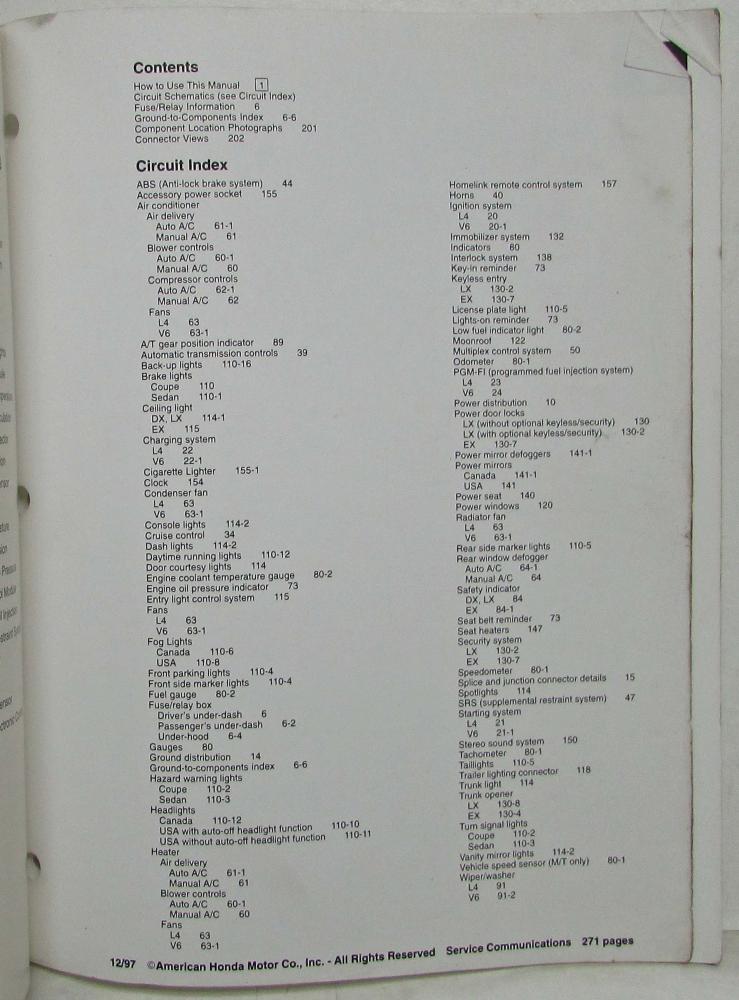 Contents
How to Use This Manual 1
Circuit Schematics (see Circuit Index)
Fuse/Relay Information 6
Ground-to-Components Index 6-6
Component Location Photographs 201
Connector Views 202
Circuit Index
ABS (Anti-lock brake system) 44
Accessory power socket 155
Air conditioner
Air delivery
Auto A/C 61-1
Manual A/C 61
Blower controls
Auto A/C 60-1
Manual A/C 60
Compressor controls
Auto A/C 62-1
Manual A/C 62
Fans
L4 63
V6 63-1
A/T gear position indicator 89
Automatic transmission controls 39
Back-up lights 110-16
Brake lights
Coupe 110
Sedan 110-1
Ceiling light
DX, LX 114-1
EX 115
Charging system
L4 22
V6 22-1
Cigarette Lighter 155-1
Clock 154
Condenser fan
L4 63
V6 63-1
Console lights 114-2
Cruise control 34
Dash lights 114-2
Daytime running lights 110-12
Door courtesy lights 114
Engine coolant temperature gauge 80-2
Engine oil pressure indicator 73
Entry light control system 115
Fans
L4 63
V6 63-1
Fog Lights
Canada 110-6
USA 110-8
Front parking lights 110-4
Front side marker lights 110-4
Fuel gauge 80-2
Fuse/relay box
Driver's under-dash 6
Passenger's under-dash 6-2
Under-hood 6-4
Gauges 80
Ground distribution 14
Ground-to-components index 6-6
Hazard warning lights
Coupe 110-2
Sedan 110-3
Headlights
Canada 110-12
USA with auto-off headlight function 110-10
USA without auto-off headlight function 110-11
Heater
Air delivery
Auto A/C 61-1
Manual A/C 61
Blower controls
Auto A/C 60-1
Manual A/C 60
Fans
L4 63
V6 63-1
Homelink remote control system 157
Horns 40
Ignition system
L4 20
V6 20-1
Immobilizer system 132
Indicators 80
Interlock system 138
Key-in reminder 73
Keyless entry
LX 130-2
EX 130-7
License plate light 110-5
Lights-on reminder 73
Low fuel indicator light 80-2
Moonroof 122
Multiplex control system 50
Odometer 80-1
PGM-FI (programmed fuel injection system)
L4 23
V6 24
Power distribution 10
Power door locks
LX (without optional keyless/security) 130
LX (with optional keyless/security) 130-2
EX 130-7
Power mirror defoggers 141-1
Power mirrors
Canada 141-1
USA 141
Power seat 140
Power windows 120
Radiator fan
L4 63
V6 63-1
Rear side marker lights 110-5
Rear window defogger
Auto A/C 64-1
Manual A/C 64
Safety indicator
DX, LX 84
EX 84-1
Seat belt reminder 73
Seat heaters 147
Security system
LX 130-2
EX 130-7
Speedometer 80-1
Splice and junction connector details 15
Spotlights 114
SRS (supplemental restraint system) 47
Starting system
L4 21
V6 21-1
Stereo sound system 150
Tachometer 80-1
Taillights 110-5
Trailer lighting connector 118
Trunk light 114
Trunk opener
LX 130-8
EX 130-4
Turn signal lights
Coupe 110-2
Sedan 110-3
Vanity mirror lights 114-2
Vehicle speed sensor (M/T only) 80-1
Wiper/washer
L4 91
V6 91-2
12/97 ©American Honda Motor Co., Inc. - All Rights Reserved Service Communications 271 pages